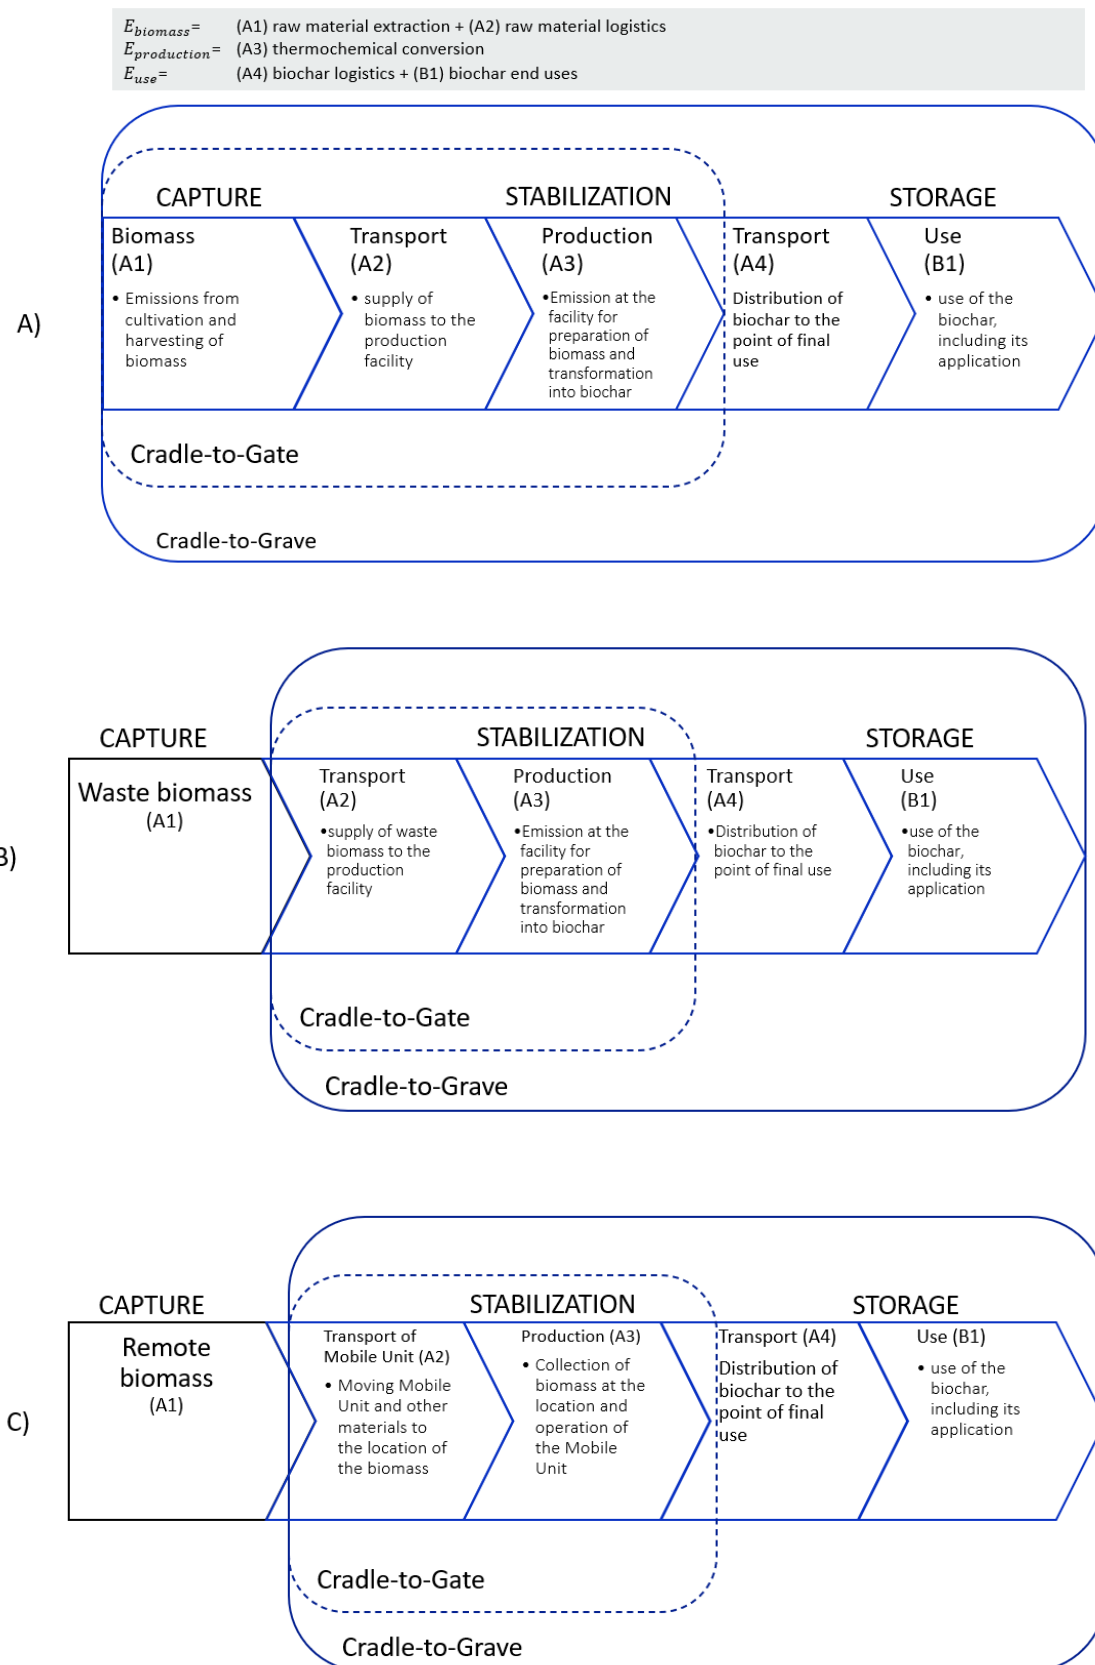 E_biomass= (A1) raw material extraction + (A2) raw material logistics
E_production= (A3) thermochemical conversion
E_use= (A4) biochar logistics + (B1) biochar end uses
A)
CAPTURE
STABILIZATION
STORAGE
Biomass
(A1)
• Emissions from
cultivation and
harvesting of
biomass
Transport
(A2)
• supply of
biomass to the
production
facility
Production
(A3)
•Emission at the
facility for
preparation of
biomass and
transformation
into biochar
Transport
(A4)
Distribution of
biochar to the
point of final
use
Use
(B1)
• use of the
biochar,
including its
application
Cradle-to-Gate
Cradle-to-Grave
B)
CAPTURE
STABILIZATION
STORAGE
Waste biomass
(A1)
Transport
(A2)
•supply of waste
biomass to the
production
facility
Production
(A3)
•Emission at the
facility for
preparation of
biomass and
transformation
into biochar
Transport
(A4)
•Distribution of
biochar to the
point of final use
Use
(B1)
•use of the
biochar,
including its
application
Cradle-to-Gate
Cradle-to-Grave
C)
CAPTURE
STABILIZATION
STORAGE
Remote
biomass
(A1)
Transport of
Mobile Unit (A2)
• Moving Mobile
Unit and other
materials to
the location of
the biomass
Production (A3)
• Collection of
biomass at the
location and
operation of
the Mobile
Unit
Transport (A4)
Distribution of
biochar to the
point of final
use
Use (B1)
• use of the
biochar,
including its
application
Cradle-to-Gate
Cradle-to-Grave